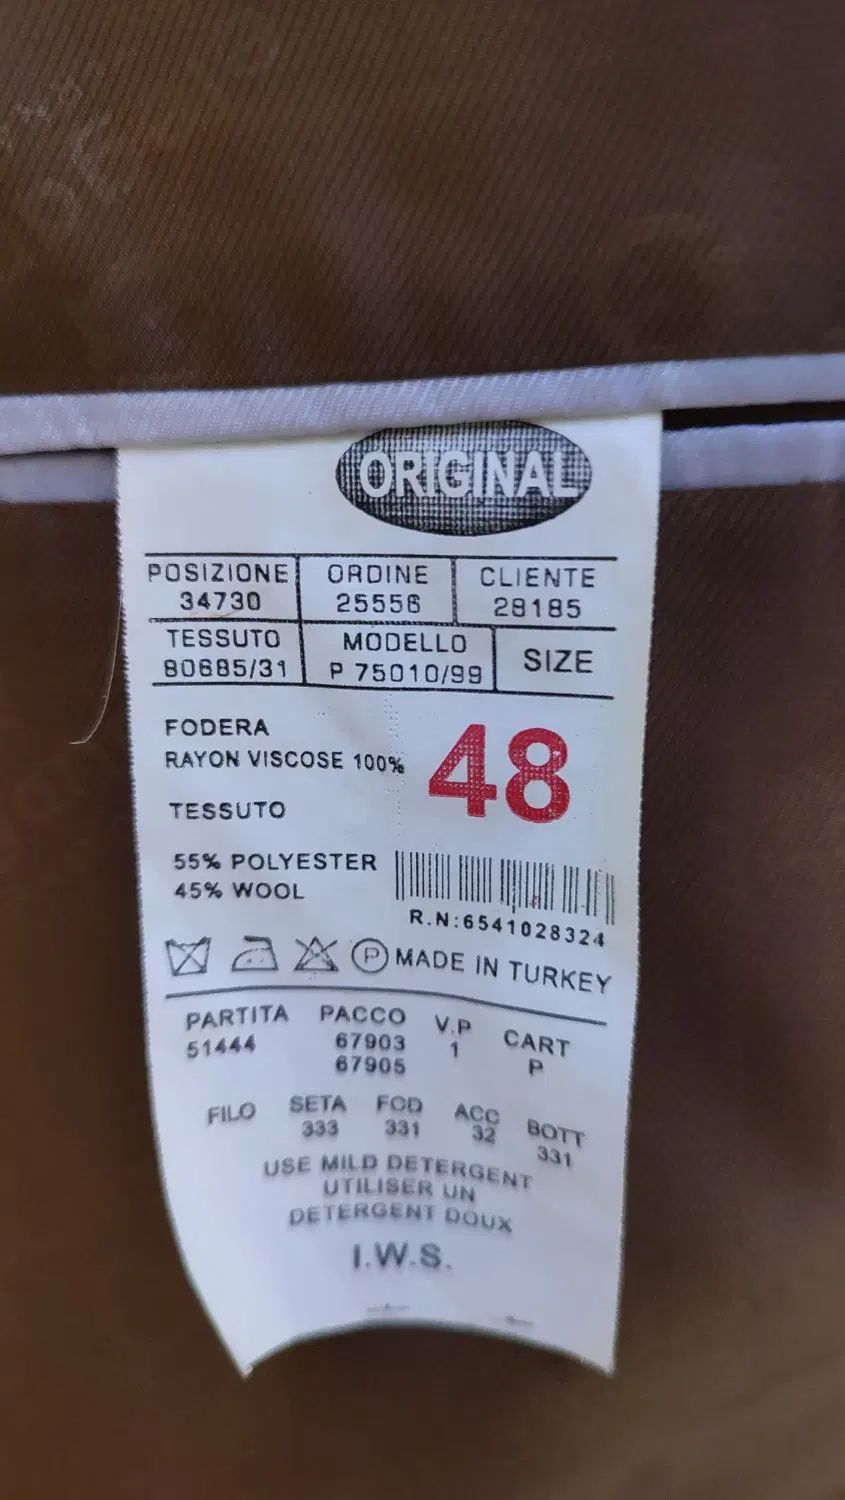 ORIGINAL
POSIZIONE ORDINE CLIENTE
34730 25556 28185
TESSUTO MODELLO SIZE
80685/31 P 75010/99
FODERA
RAYON VISCOSE 100%
48
TESSUTO
55% POLYESTER
45% WOOL
R.N:6541028324
P MADE IN TURKEY
PARTITA PACCO V.P CART
51444 67903 1 P
67905
FILO SETA FOD ACC BOTT
333 331 32 331
USE MILD DETERGENT
UTILISER UN
DETERGENT DOUX
I.W.S.